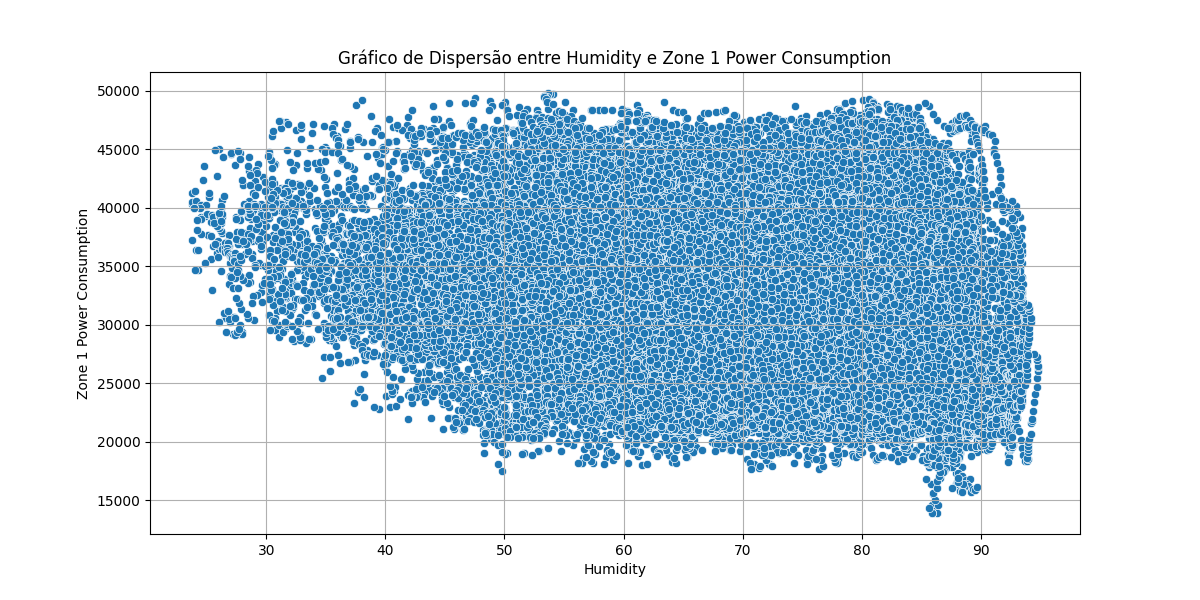 Gráfico de Dispersão entre Humidity e Zone 1 Power Consumption
Zone 1 Power Consumption
50000
45000
40000
35000
30000
25000
20000
15000
30 40 50 60 70 80 90
Humidity